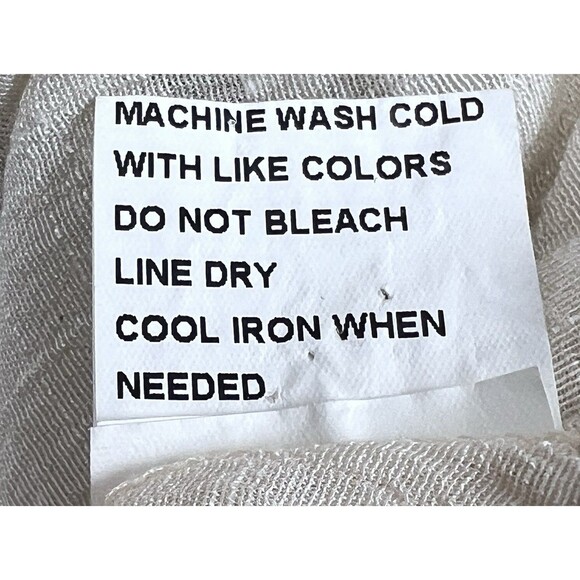 MACHINE WASH COLD
WITH LIKE COLORS
DO NOT BLEACH
LINE DRY
COOL IRON WHEN
NEEDED